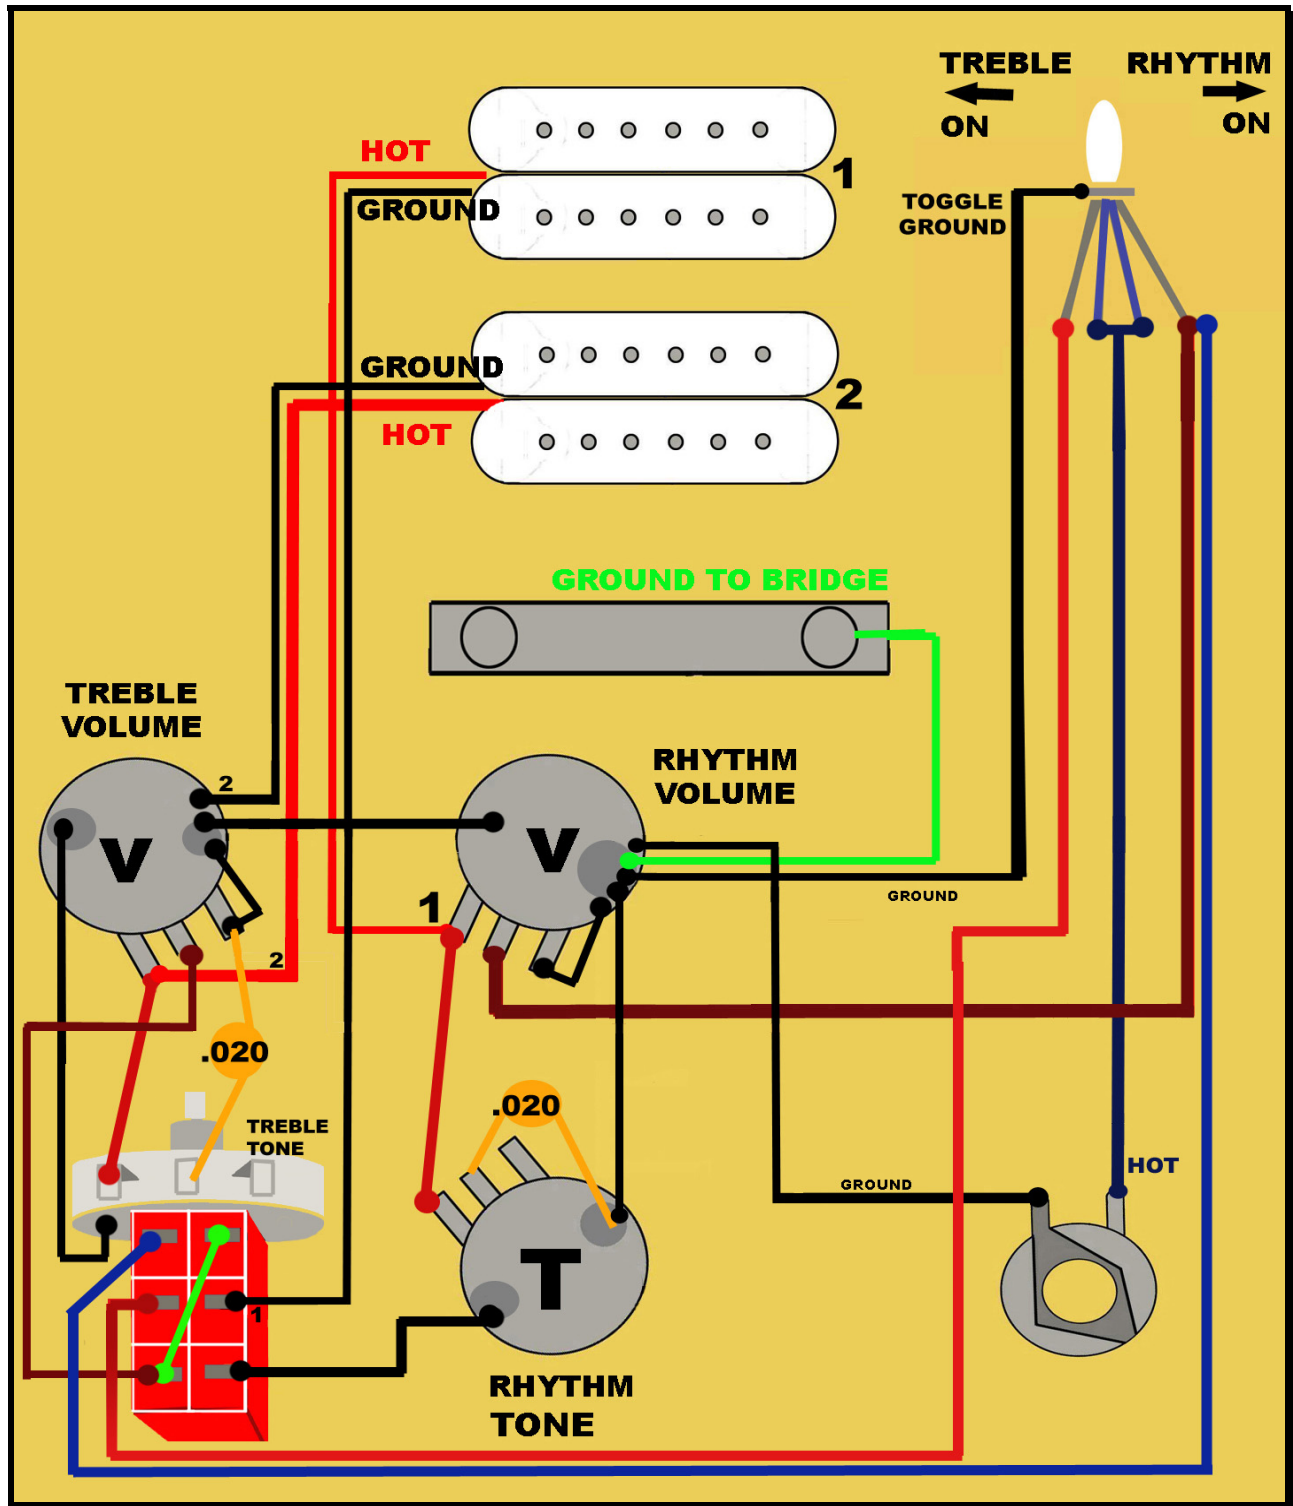 TREBLE
ON
RHYTHM
ON
HOT
GROUND
1
TOGGLE
GROUND
GROUND
HOT
2
GROUND TO BRIDGE
TREBLE
VOLUME
2
V
2
RHYTHM
VOLUME
V
1
GROUND
.020
TREBLE
TONE
.020
1
T
RHYTHM
TONE
GROUND
HOT